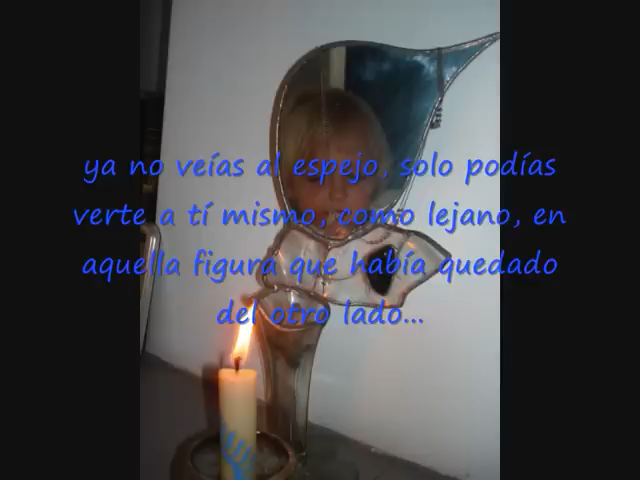 ya no veías al espejo, solo podías
verte a tí mismo, como lejano, en
aquella figura que había quedado
del otro lado...